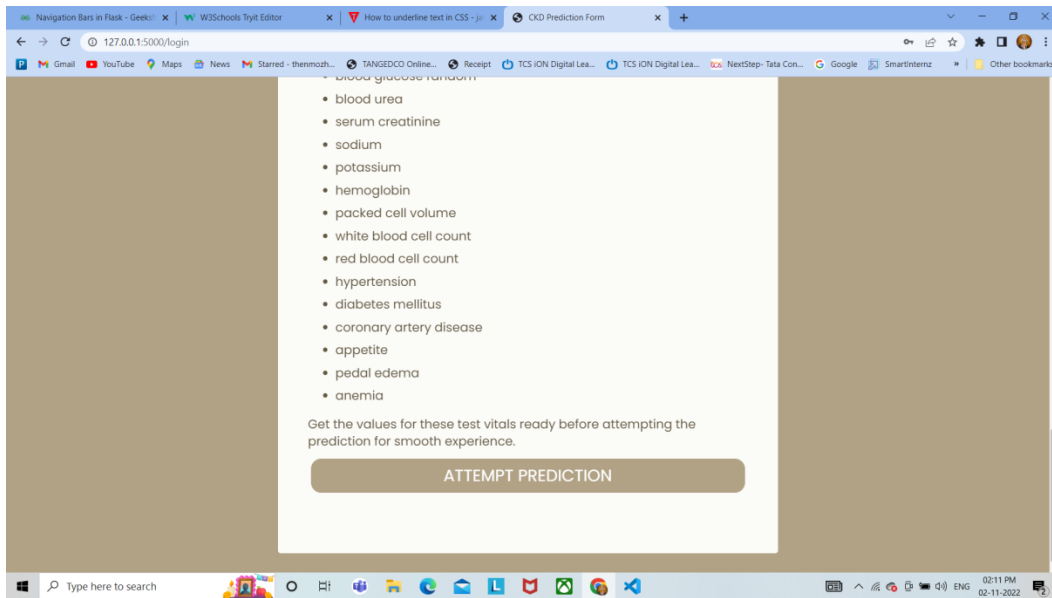 Navigation Bars in Flask - Geeksf
W3Schools Tryit Editor
How to underline text in CSS - ja
CKD Prediction Form
127.0.0.1:5000/login
Gmail
YouTube
Maps
News
Starred - thenmozh...
TANGEDCO Online...
Receipt
TCS iON Digital Lea...
TCS iON Digital Lea...
NextStep- Tata Con...
Google
SmartInternz
»
Other bookmarks
blood glucose random
• blood urea
• serum creatinine
• sodium
• potassium
• hemoglobin
• packed cell volume
• white blood cell count
• red blood cell count
• hypertension
• diabetes mellitus
• coronary artery disease
• appetite
• pedal edema
• anemia
Get the values for these test vitals ready before attempting the
prediction for smooth experience.
ATTEMPT PREDICTION
Type here to search
ENG
02:11 PM
02-11-2022